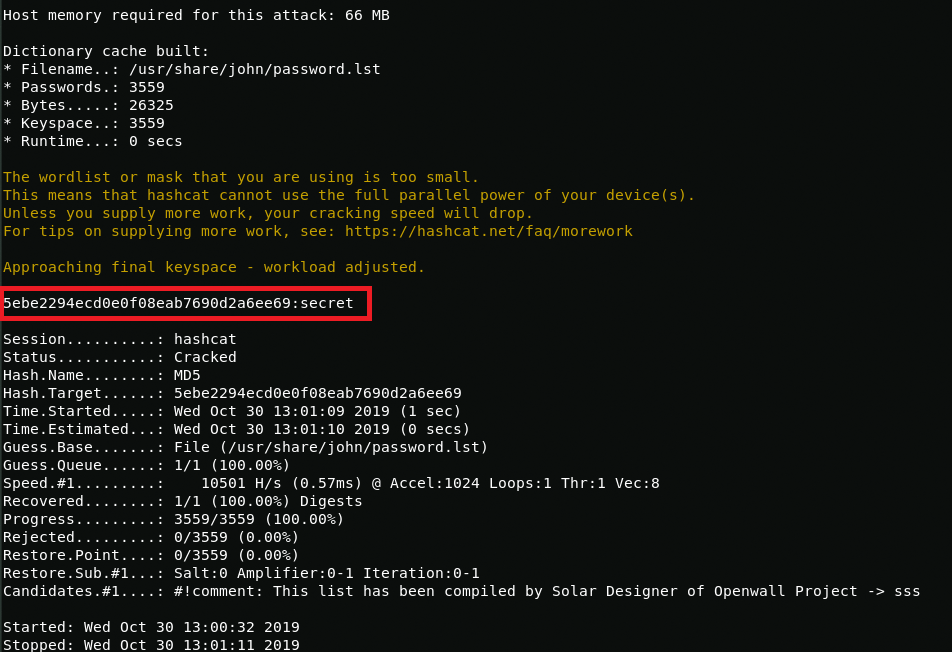 Host memory required for this attack: 66 MB
Dictionary cache built:
* Filename..: /usr/share/john/password.lst
* Passwords.: 3559
* Bytes.....: 26325
* Keyspace..: 3559
* Runtime...: 0 secs
The wordlist or mask that you are using is too small.
This means that hashcat cannot use the full parallel power of your device(s).
Unless you supply more work, your cracking speed will drop.
For tips on supplying more work, see: https://hashcat.net/faq/morework
Approaching final keyspace - workload adjusted.
5ebe2294ecd0e0f08eab7690d2a6ee69:secret
Session..........: hashcat
Status...........: Cracked
Hash.Name........: MD5
Hash.Target......: 5ebe2294ecd0e0f08eab7690d2a6ee69
Time.Started.....: Wed Oct 30 13:01:09 2019 (1 sec)
Time.Estimated...: Wed Oct 30 13:01:10 2019 (0 secs)
Guess.Base.......: File (/usr/share/john/password.lst)
Guess.Queue......: 1/1 (100.00%)
Speed.#1.........:    10501 H/s (0.57ms) @ Accel:1024 Loops:1 Thr:1 Vec:8
Recovered........: 1/1 (100.00%) Digests
Progress.........: 3559/3559 (100.00%)
Rejected.........: 0/3559 (0.00%)
Restore.Point....: 0/3559 (0.00%)
Restore.Sub.#1...: Salt:0 Amplifier:0-1 Iteration:0-1
Candidates.#1....: #!comment: This list has been compiled by Solar Designer of Openwall Project -> sss
Started: Wed Oct 30 13:00:32 2019
Stopped: Wed Oct 30 13:01:11 2019